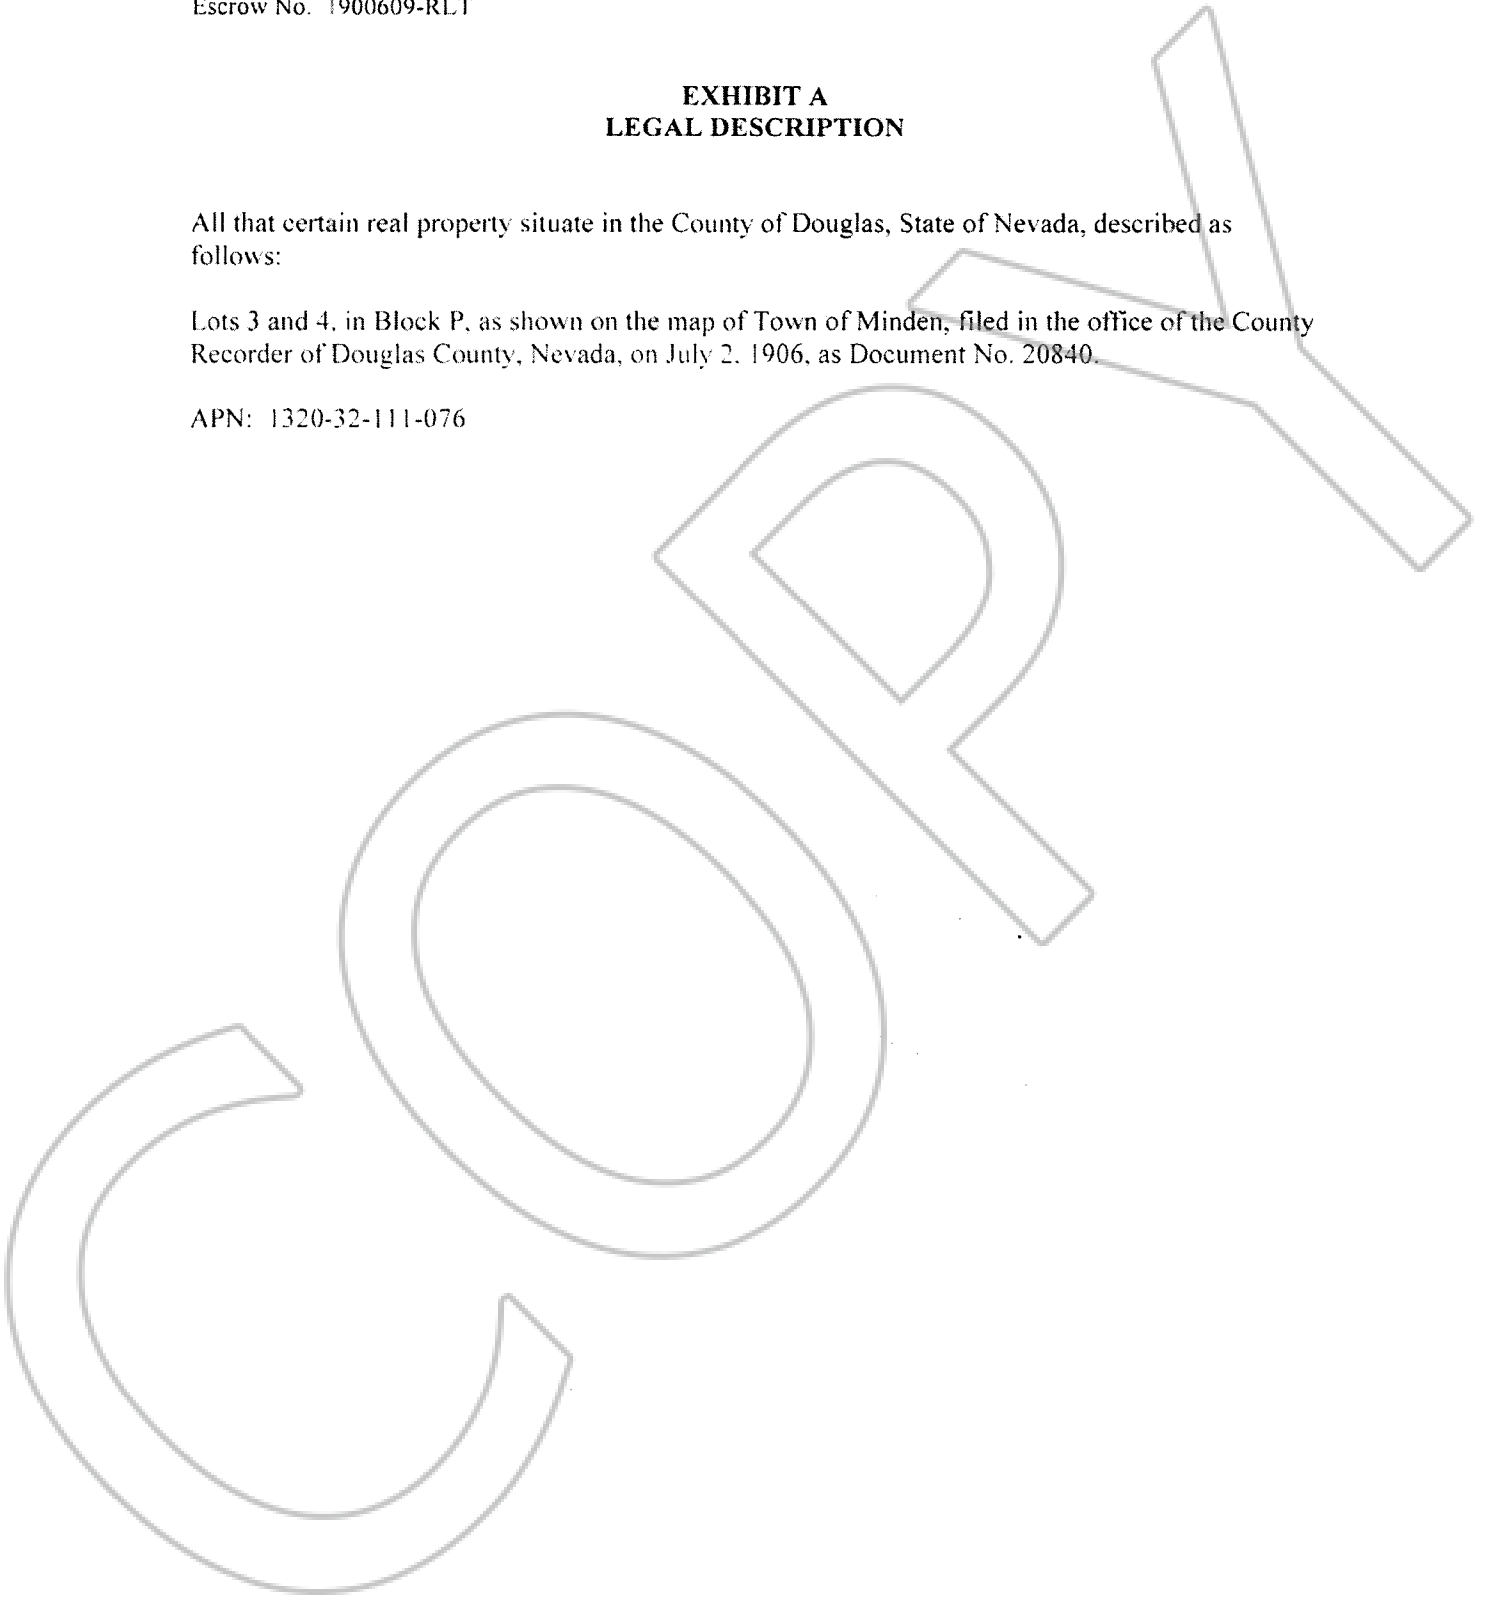 Escrow No. 1900609-RLT
EXHIBIT A
LEGAL DESCRIPTION
All that certain real property situate in the County of Douglas, State of Nevada, described as
follows:
Lots 3 and 4, in Block P, as shown on the map of Town of Minden, filed in the office of the County
Recorder of Douglas County, Nevada, on July 2, 1906, as Document No. 20840.
APN: 1320-32-111-076
COPY